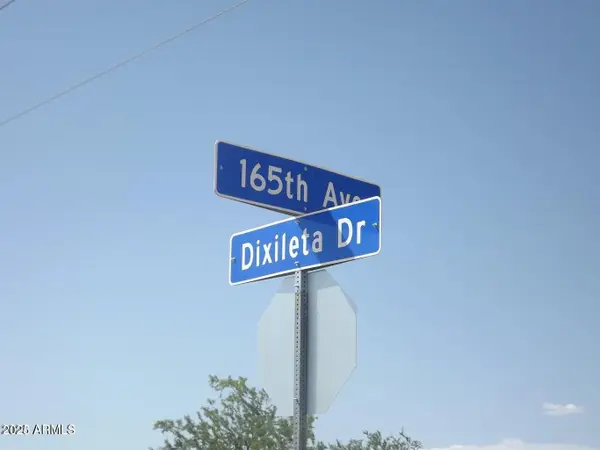 165th Ave
Dixileta Dr
2025 ARMLS